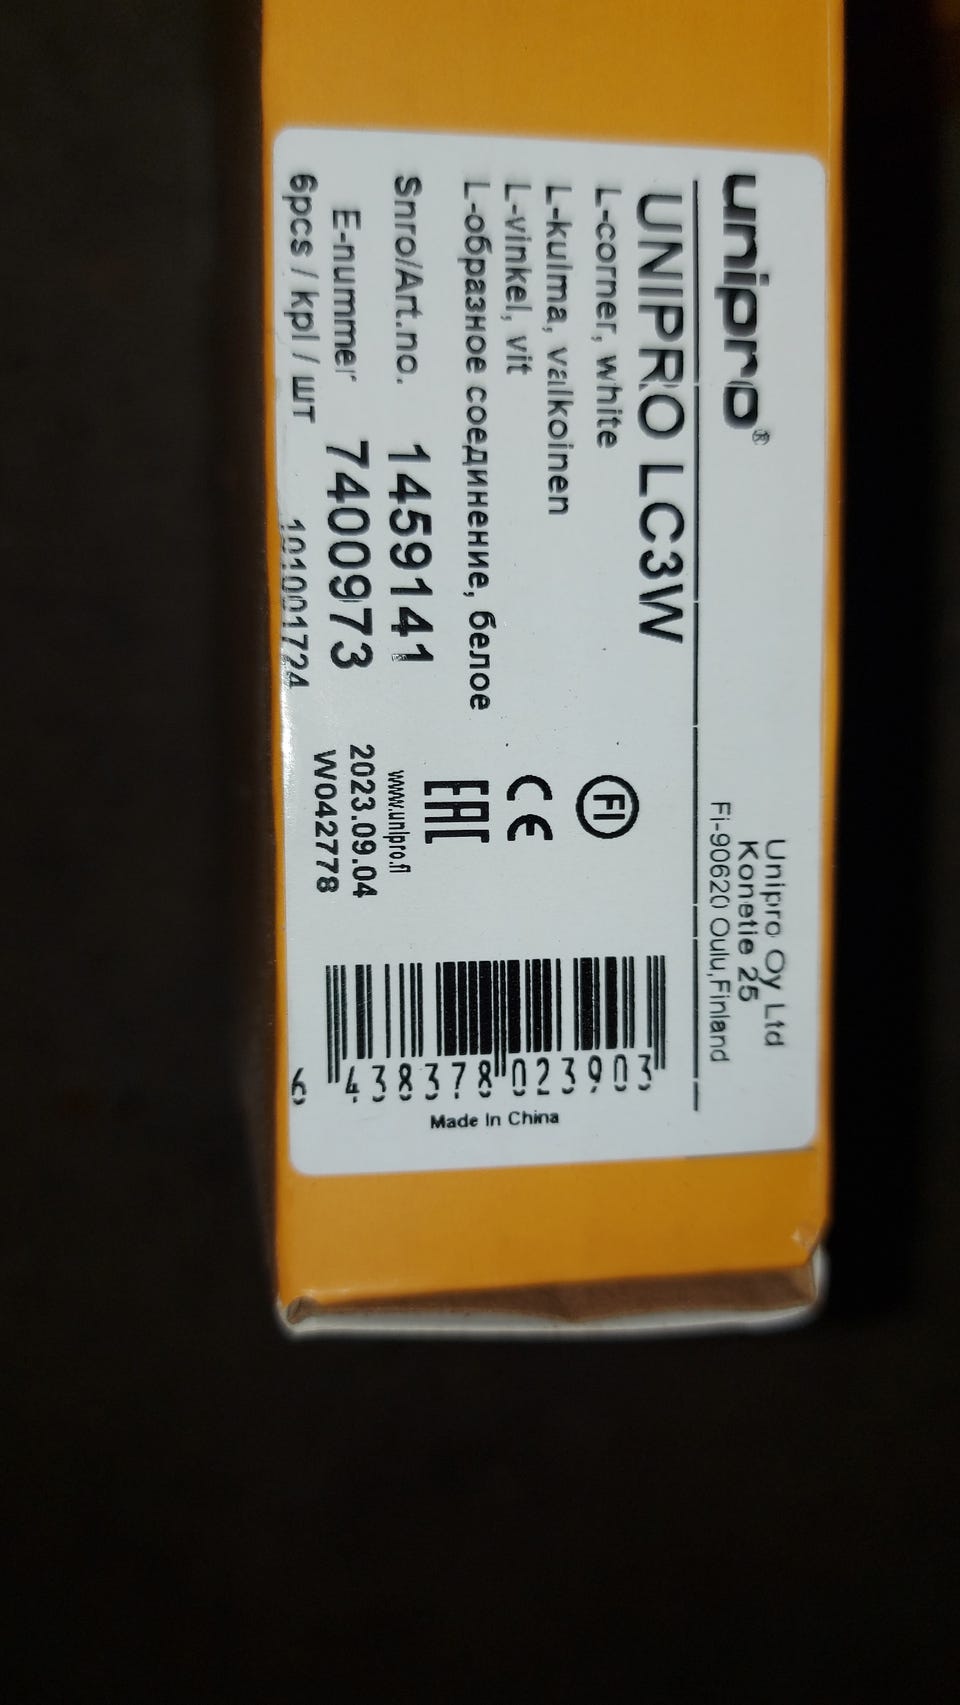 unipro®
Unipro Oy Ltd
Konetie 25
Fi-90620 Oulu,Finland
UNIPRO LC3W
L-corner, white
L-kulma, valkoinen
L-vinkel, vit
L-образное соединение, белое
Snro/Art.no. 1459141
E-nummer 7400973
6pcs / kpl / шт 101001724
FI
CE
EAC
www.unipro.fi
2023.09.04
W042778
6 438378 023903
Made In China